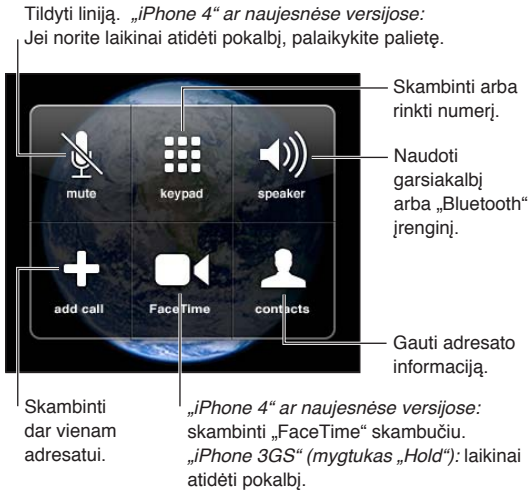 Tildyti liniją. „iPhone 4“ ar naujesnėse versijose:
Jei norite laikinai atidėti pokalbį, palaikykite palietę.
Skambinti arba
rinkti numerį.
mute
keypad
speaker
Naudoti
garsiakalbį
arba „Bluetooth“
įrenginį.
add call
FaceTime
contacts
Gauti adresato
informaciją.
Skambinti
dar vienam
adresatui.
„iPhone 4“ ar naujesnėse versijose:
skambinti „FaceTime“ skambučiu.
„iPhone 3GS“ (mygtukas „Hold“): laikinai
atidėti pokalbį.